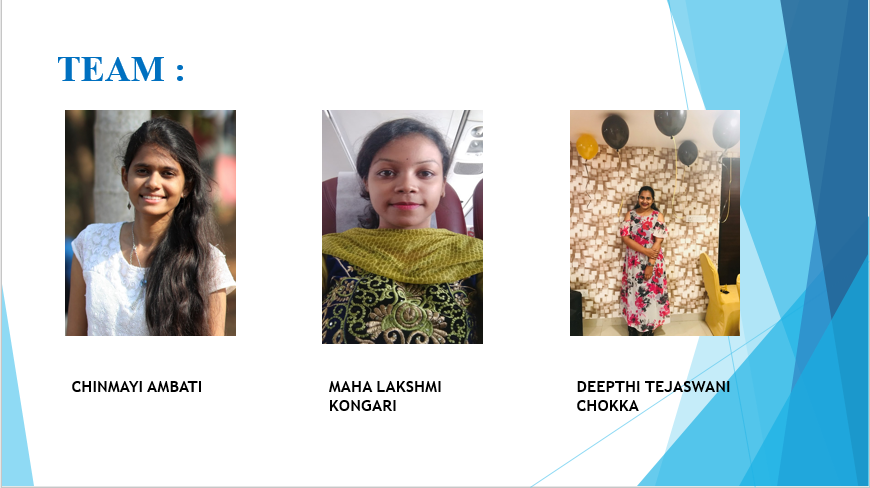 TEAM :
CHINMAYI AMBATI
MAHA LAKSHMI
KONGARI
DEEPTHI TEJASWANI
CHOKKA